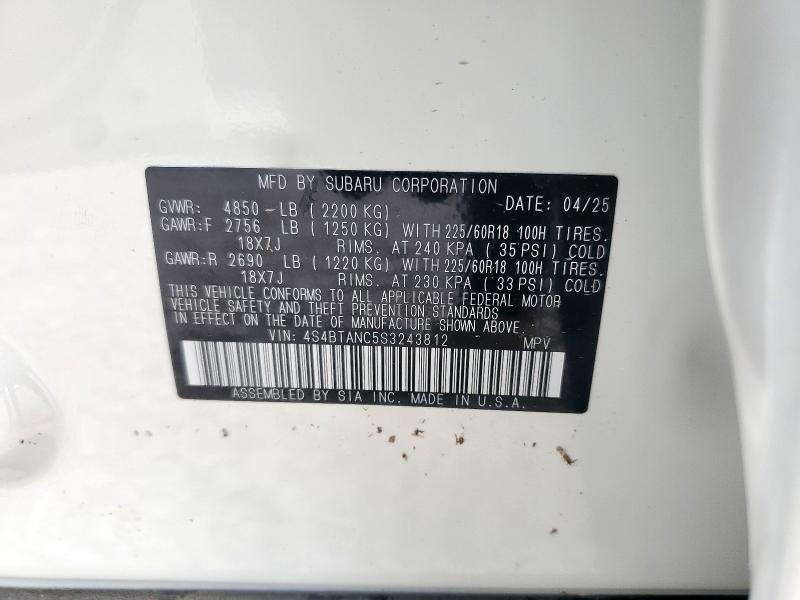 MFD BY SUBARU CORPORATION DATE: 04/25
GVWR: 4850-LB (2200 KG)
GAWR:F 2756 LB (1250 KG) WITH 225/60R18 100H TIRES.
18X7J RIMS. AT 240 KPA (35 PSI) COLD
GAWR:R 2690 LB (1220 KG) WITH 225/60R18 100H TIRES.
18X7J RIMS. AT 230 KPA (33 PSI) COLD
THIS VEHICLE CONFORMS TO ALL APPLICABLE FEDERAL MOTOR
VEHICLE SAFETY AND THEFT PREVENTION STANDARDS
IN EFFECT ON THE DATE OF MANUFACTURE SHOWN ABOVE.
VIN: 4S4BTANC5S3243812 MPV
ASSEMBLED BY SIA INC. MADE IN U.S.A.